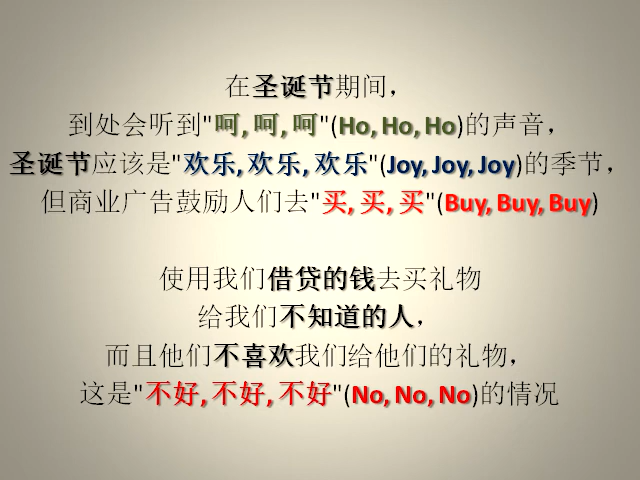 在圣诞节期间，
到处会听到"呵, 呵, 呵"(Ho, Ho, Ho)的声音，
圣诞节应该是"欢乐, 欢乐, 欢乐"(Joy, Joy, Joy)的季节，
但商业广告鼓励人们去"买, 买, 买"(Buy, Buy, Buy)
使用我们借贷的钱去买礼物
给我们不知道的人，
而且他们不喜欢我们给他们的礼物，
这是"不好, 不好, 不好"(No, No, No)的情况